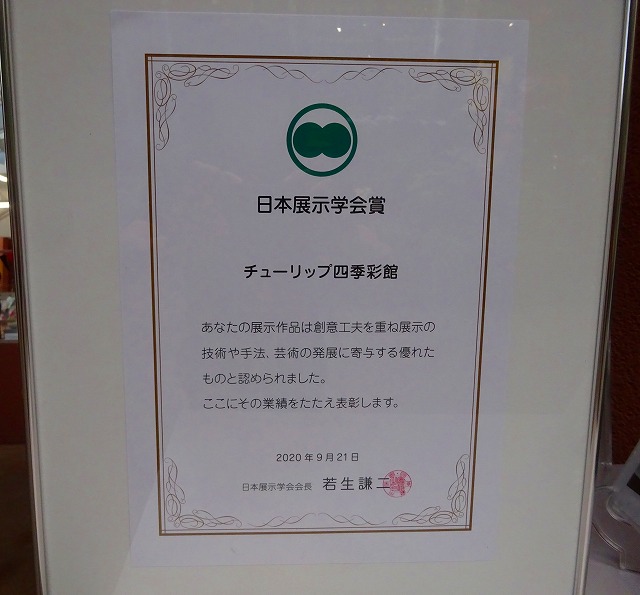 日本展示学会賞
チューリップ四季彩館
あなたの展示作品は創意工夫を重ね展示の
技術や手法、芸術の発展に寄与する優れた
ものと認められました。
ここにその業績をたたえ表彰します。
2020年9月21日
日本展示学会会長 若生謙二